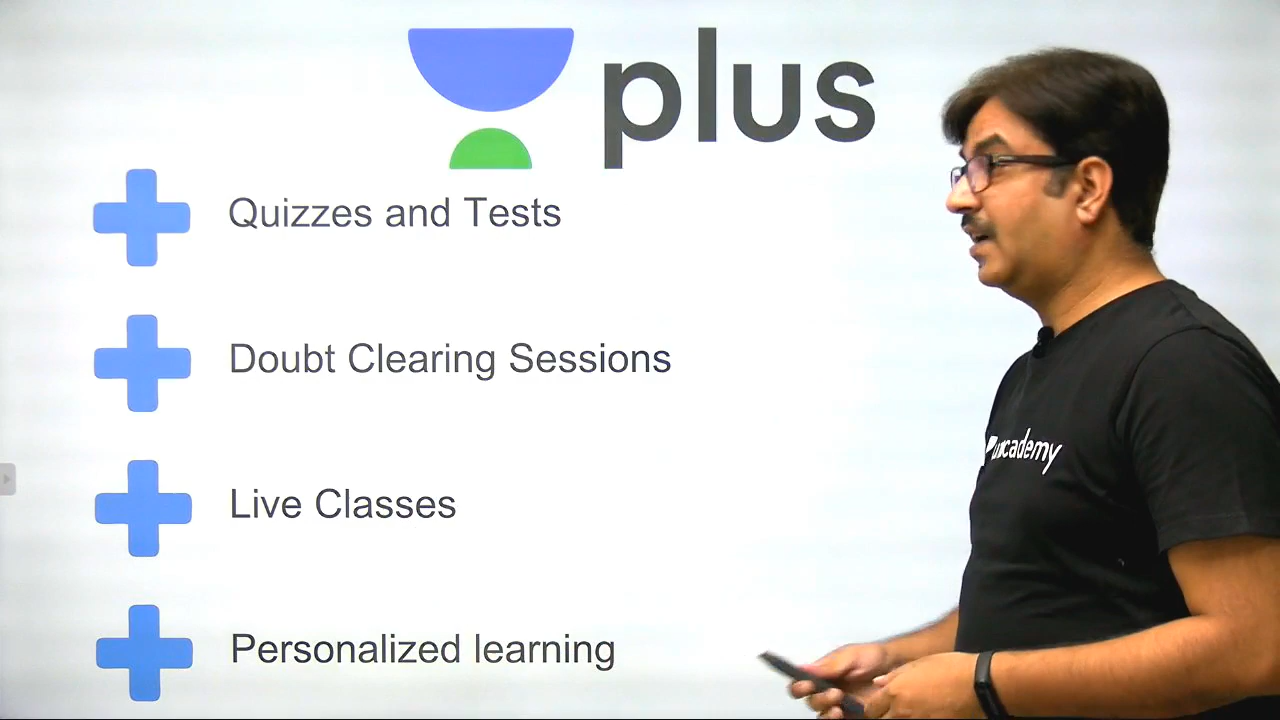 plus
Quizzes and Tests
Doubt Clearing Sessions
Live Classes
Personalized learning